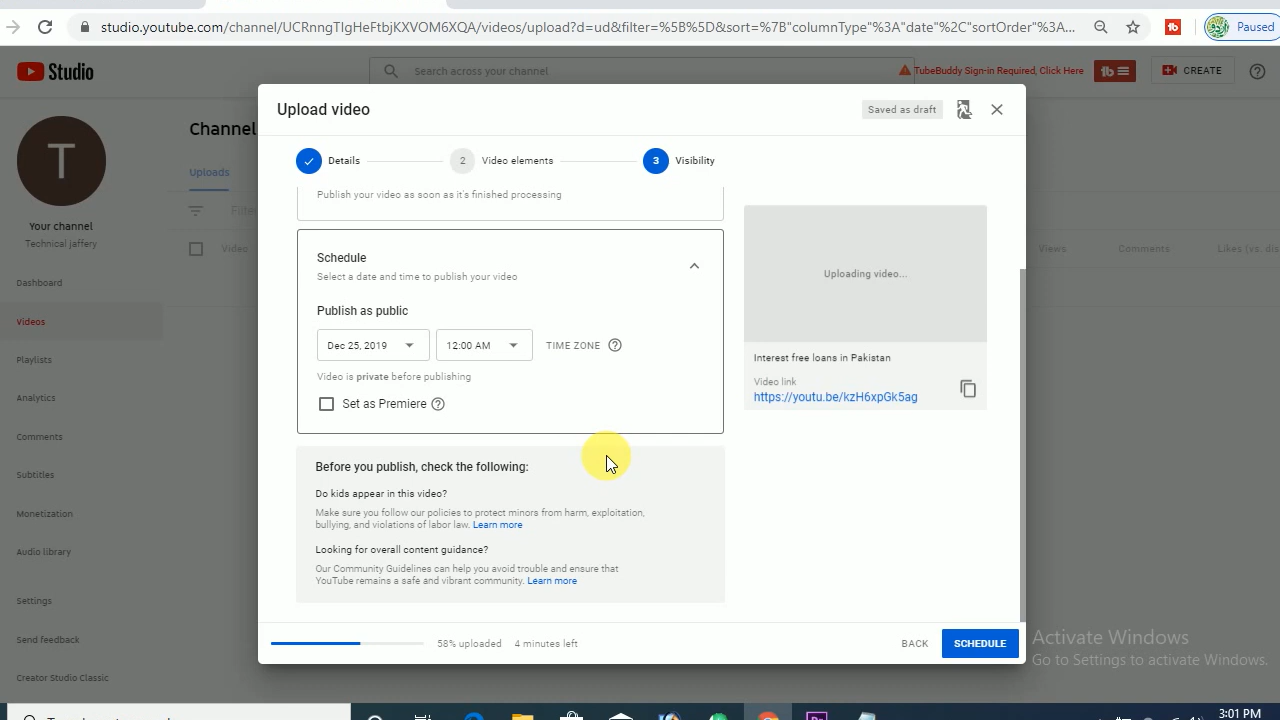 studio.youtube.com/channel/UCRnngTIgHeFtbjKXVOM6XOA/videos/upload?d=ud&filter=%5B%5D&sort=%7B"columnType"%3A"date"%2C"sortOrder"%3A...
Paused
Studio
Search across your channel
TubeBuddy Sign-in Required, Click Here
tb
CREATE
Upload video
Saved as draft
Channel
Details
2
Video elements
3
Visibility
T
Uploads
Publish your video as soon as it's finished processing
Filter
Your channel
Technical jaffery
Video
Views
Comments
Likes (vs. dis
Schedule
Select a date and time to publish your video
Uploading video...
Dashboard
Publish as public
Videos
Dec 25, 2019
12:00 AM
TIME ZONE
Playlists
Interest free loans in Pakistan
Video is private before publishing
Video link
https://youtu.be/kzH6xpGk5ag
Analytics
Set as Premiere
Comments
Before you publish, check the following:
Subtitles
Do kids appear in this video?
Make sure you follow our policies to protect minors from harm, exploitation,
bullying, and violations of labor law. Learn more
Monetization
Looking for overall content guidance?
Audio library
Our Community Guidelines can help you avoid trouble and ensure that
YouTube remains a safe and vibrant community. Learn more
Settings
Send feedback
58% uploaded
4 minutes left
BACK
SCHEDULE
Activate Windows
Go to Settings to activate Windows.
Creator Studio Classic
3:01 PM